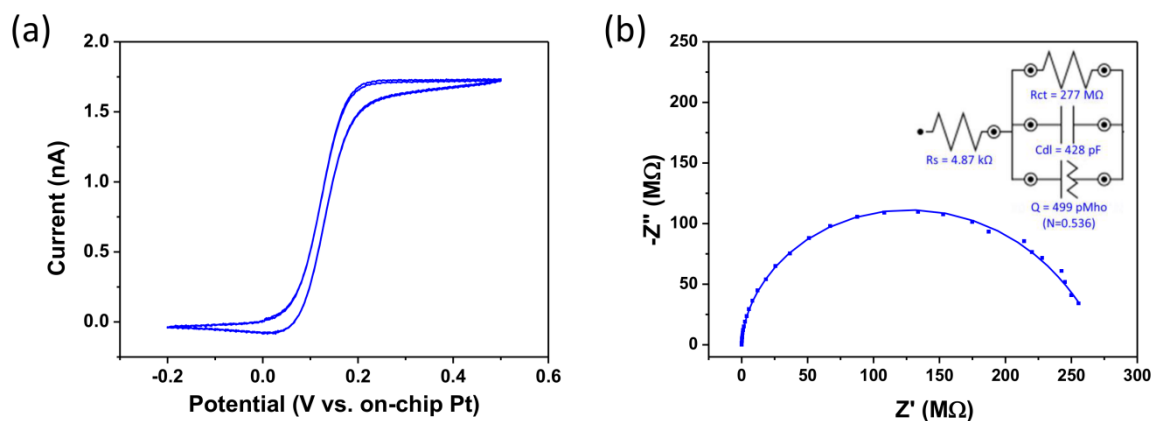 (a)
2.0
1.5
1.0
0.5
0.0
Current (nA)
-0.2
0.0
0.2
0.4
0.6
Potential (V vs. on-chip Pt)
(b)
250
200
150
100
50
0
-Z" (MΩ)
0
50
100
150
200
250
300
Z' (MΩ)
Rct = 277 MΩ
Rs = 4.87 kΩ
Cdl = 428 pF
Q = 499 pMho
(N=0.536)